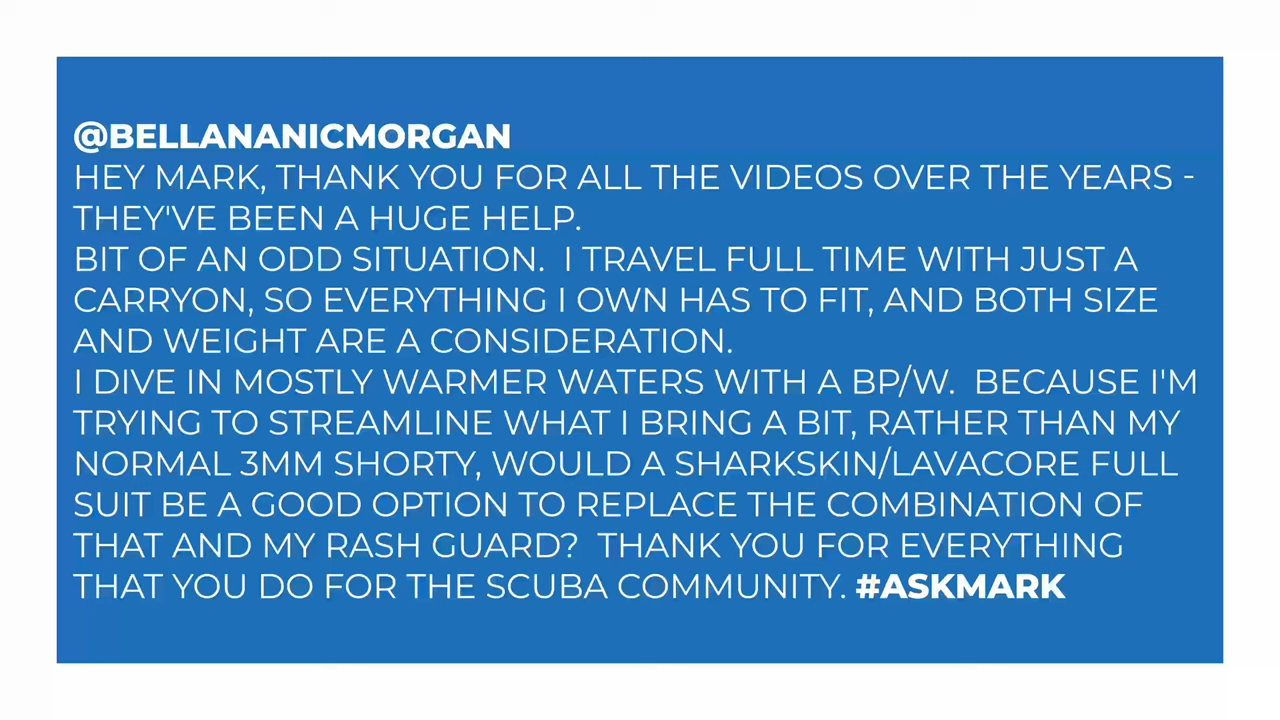 @BELLANANICMORGAN
HEY MARK, THANK YOU FOR ALL THE VIDEOS OVER THE YEARS -
THEY'VE BEEN A HUGE HELP.
BIT OF AN ODD SITUATION.  I TRAVEL FULL TIME WITH JUST A
CARRYON, SO EVERYTHING I OWN HAS TO FIT, AND BOTH SIZE
AND WEIGHT ARE A CONSIDERATION.
I DIVE IN MOSTLY WARMER WATERS WITH A BP/W.  BECAUSE I'M
TRYING TO STREAMLINE WHAT I BRING A BIT, RATHER THAN MY
NORMAL 3MM SHORTY, WOULD A SHARKSKIN/LAVACORE FULL
SUIT BE A GOOD OPTION TO REPLACE THE COMBINATION OF
THAT AND MY RASH GUARD?  THANK YOU FOR EVERYTHING
THAT YOU DO FOR THE SCUBA COMMUNITY. #ASKMARK